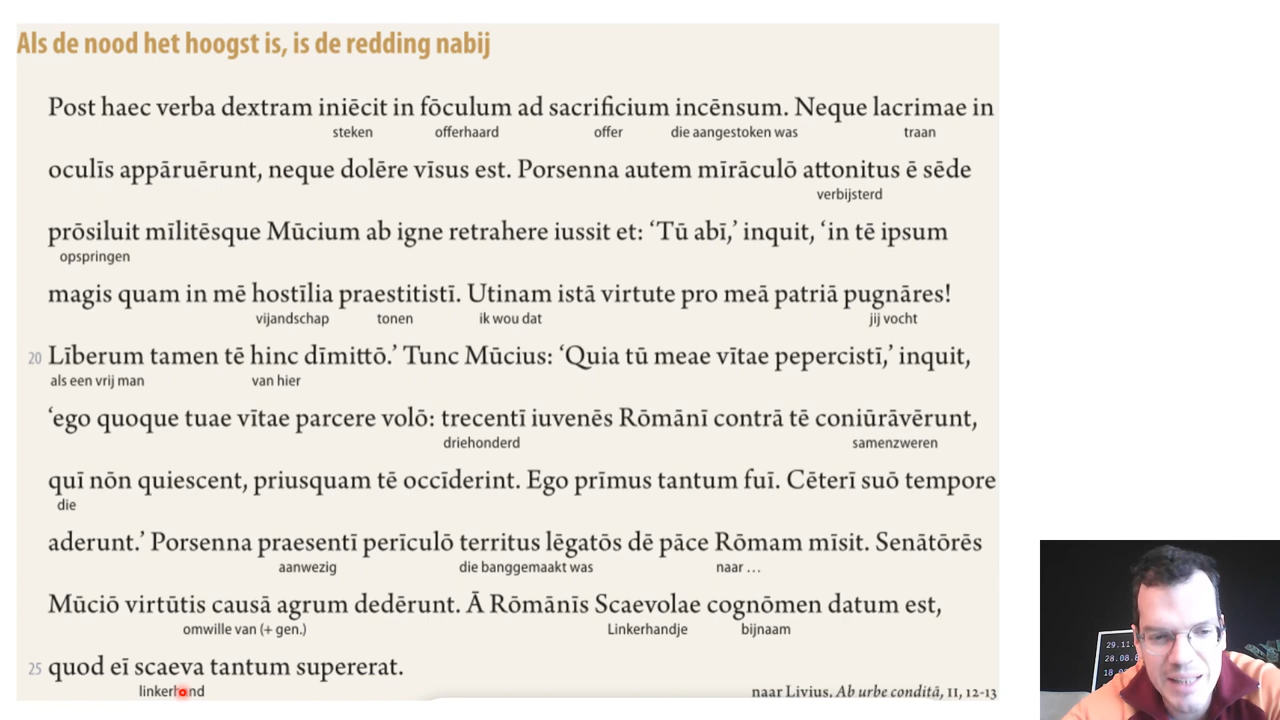 Als de nood het hoogst is, is de redding nabij
Post haec verba dextram iniēcit in fōculum ad sacrificium incēnsum. Neque lacrimae in
steken offerhaard offer die aangestoken was traan
oculīs appāruērunt, neque dolēre vīsus est. Porsenna autem mīrāculō attonitus ē sēde
verbijsterd
prōsiluit mīlitēsque Mūcium ab igne retrahere iussit et: ‘Tū abī,’ inquit, ‘in tē ipsum
opspringen
magis quam in mē hostīlia praestitistī. Utinam istā virtute pro meā patriā pugnāres!
vijandschap tonen ik wou dat jij vocht
20 Līberum tamen tē hinc dīmittō.’ Tunc Mūcius: ‘Quia tū meae vītae pepercistī,’ inquit,
als een vrij man van hier
‘ego quoque tuae vītae parcere volō: trecentī iuvenēs Rōmānī contrā tē coniūrāvērunt,
driehonderd samenzweren
quī nōn quiescent, priusquam tē occīderint. Ego prīmus tantum fuī. Cēterī suō tempore
die
aderunt.’ Porsenna praesentī perīculō territus lēgatōs dē pāce Rōmam mīsit. Senātōrēs
aanwezig die banggemaakt was naar ...
Mūciō virtūtis causā agrum dedērunt. Ā Rōmānīs Scaevolae cognōmen datum est,
omwille van (+ gen.) Linkerhandje bijnaam
25 quod eī scaeva tantum supererat.
linkerhand
naar Livius, Ab urbe conditā, II, 12-13
29.11.
28.08.